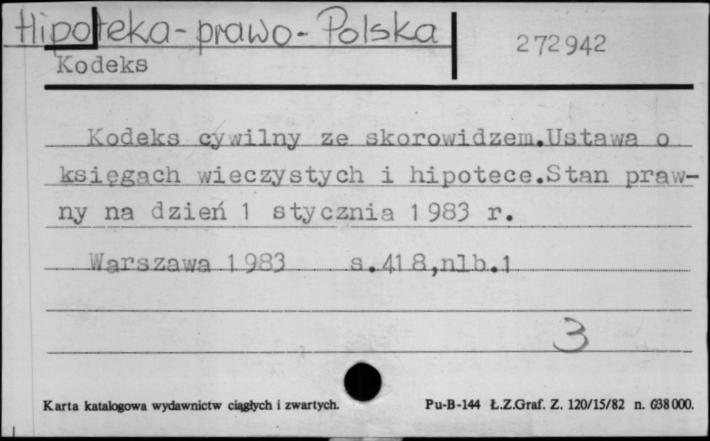 Hipoteka-prawo-Polska
272942
Kodeks
Kodeks cywilny ze skorowidzem.Ustawa o
księgach wieczystych i hipotece.Stan praw-
ny na dzień 1 stycznia 1983 r.
Warszawa 1983 s.418,nlb.1
3
Karta katalogowa wydawnictw ciągłych i zwartych. Pu-B-144 Ł.Z.Graf. Z. 120/15/82 n. 638000.